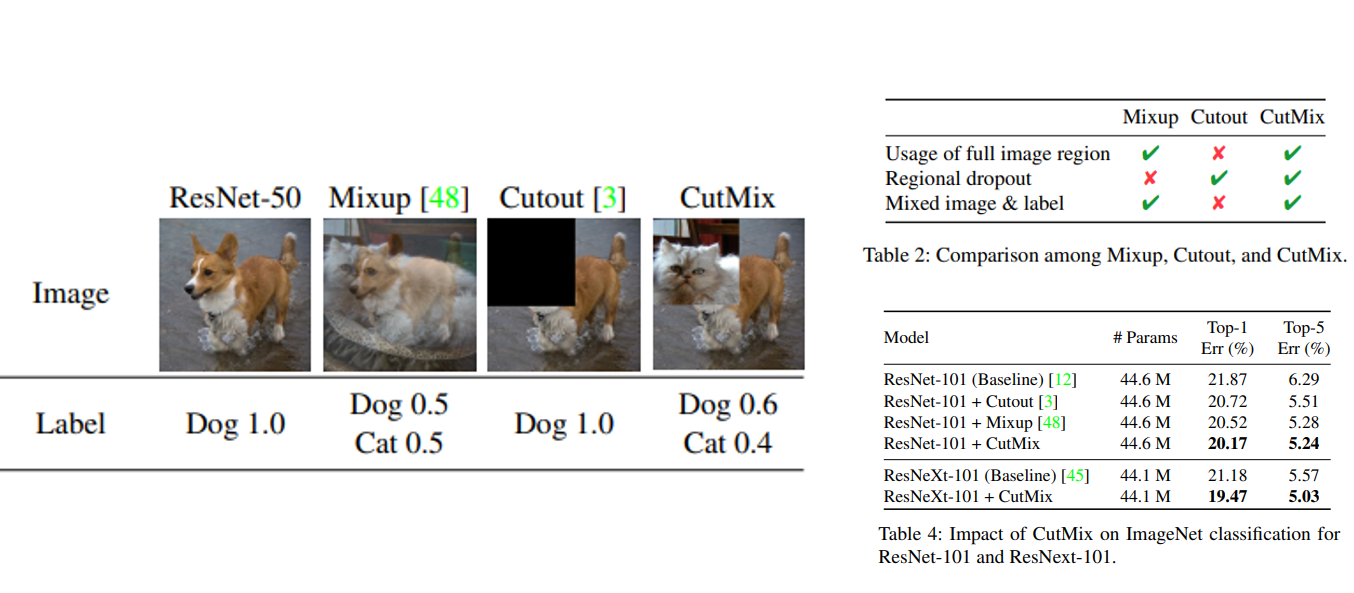 ResNet-50 Mixup [48] Cutout [3] CutMix
Image
Label Dog 1.0 Dog 0.5 Cat 0.5 Dog 1.0 Dog 0.6 Cat 0.4
Mixup Cutout CutMix
Usage of full image region ✔ ✘ ✔
Regional dropout ✘ ✔ ✔
Mixed image & label ✔ ✘ ✔
Table 2: Comparison among Mixup, Cutout, and CutMix.
Model # Params Top-1 Err (%) Top-5 Err (%)
ResNet-101 (Baseline) [12] 44.6 M 21.87 6.29
ResNet-101 + Cutout [3] 44.6 M 20.72 5.51
ResNet-101 + Mixup [48] 44.6 M 20.52 5.28
ResNet-101 + CutMix 44.6 M 20.17 5.24
ResNeXt-101 (Baseline) [45] 44.1 M 21.18 5.57
ResNeXt-101 + CutMix 44.1 M 19.47 5.03
Table 4: Impact of CutMix on ImageNet classification for
ResNet-101 and ResNext-101.